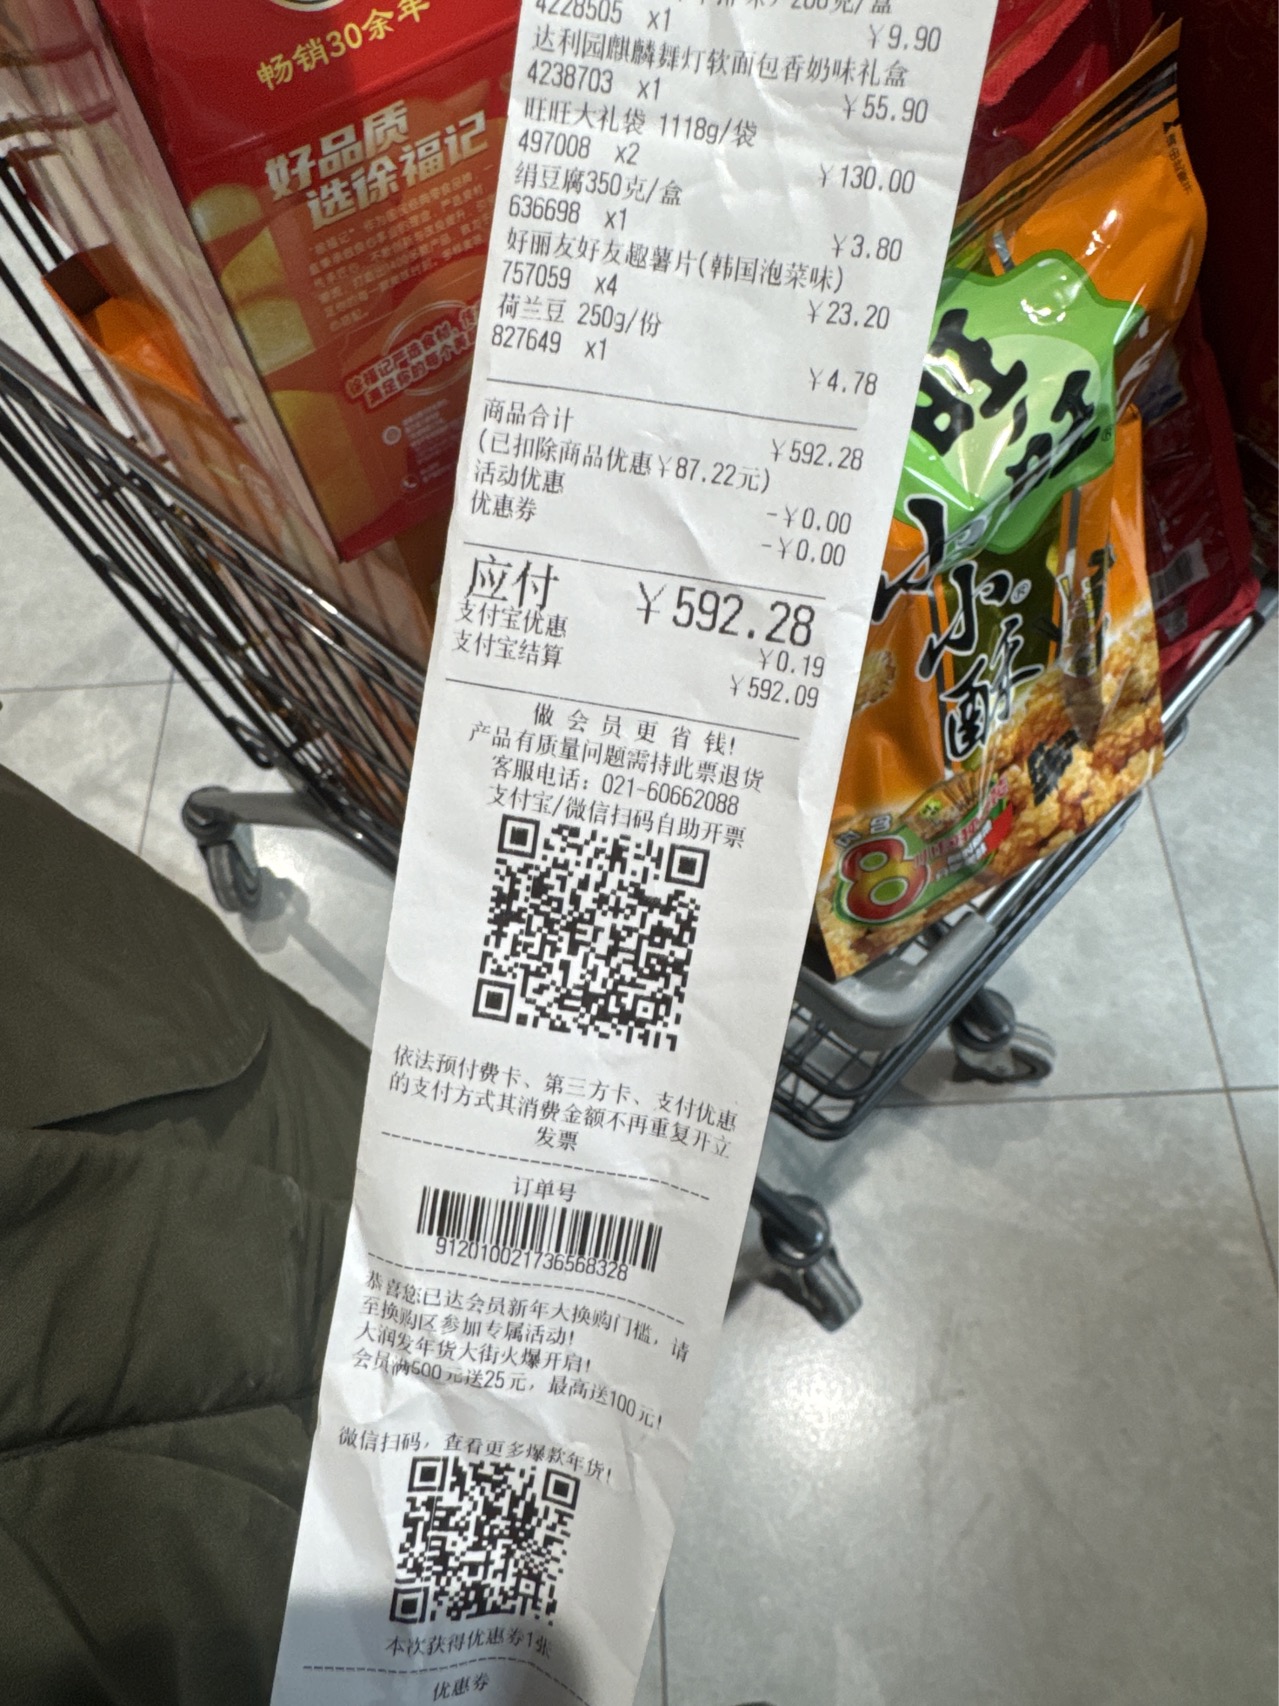 4228505 x1
¥9.90
达利园麒麟舞灯软面包香奶味礼盒
4238703 x1
¥55.90
旺旺大礼袋 1118g/袋
497008 x2
¥130.00
绢豆腐350克/盒
636698 x1
¥3.80
好丽友好友趣薯片(韩国泡菜味)
757059 x4
¥23.20
荷兰豆 250g/份
827649 x1
¥4.78
商品合计 ¥592.28
(已扣除商品优惠¥87.22元)
活动优惠 -¥0.00
优惠券 -¥0.00
应付 ¥592.28
支付宝优惠 ¥0.19
支付宝结算 ¥592.09
做会员更省钱!
产品有质量问题需持此票退货
客服电话: 021-60662088
支付宝/微信扫码自助开票
依法预付费卡、第三方卡、支付优惠
的支付方式其消费金额不再重复开立
发票
订单号
912010021736568328
恭喜您已达会员新年大换购门槛, 请
至换购区参加专属活动!
大润发年货大街火爆开启!
会员满500元送25元, 最高送100元!
微信扫码, 查看更多爆款年货!
本次获得优惠券1张
优惠券
畅销30余年
好品质
选徐福记
旺旺
小小酥
8